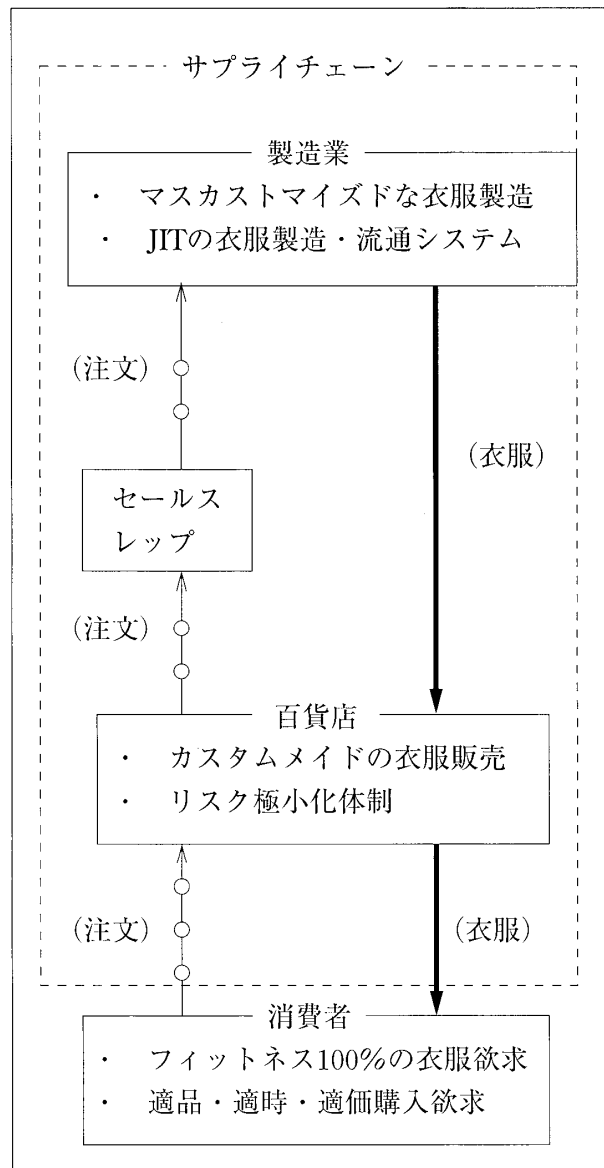 サプライチェーン
製造業
・ マスカストマイズドな衣服製造
・ JITの衣服製造・流通システム
(注文)
(衣服)
セールス
レップ
(注文)
百貨店
・ カスタムメイドの衣服販売
・ リスク極小化体制
(注文)
(衣服)
消費者
・ フィットネス100%の衣服欲求
・ 適品・適時・適価購入欲求